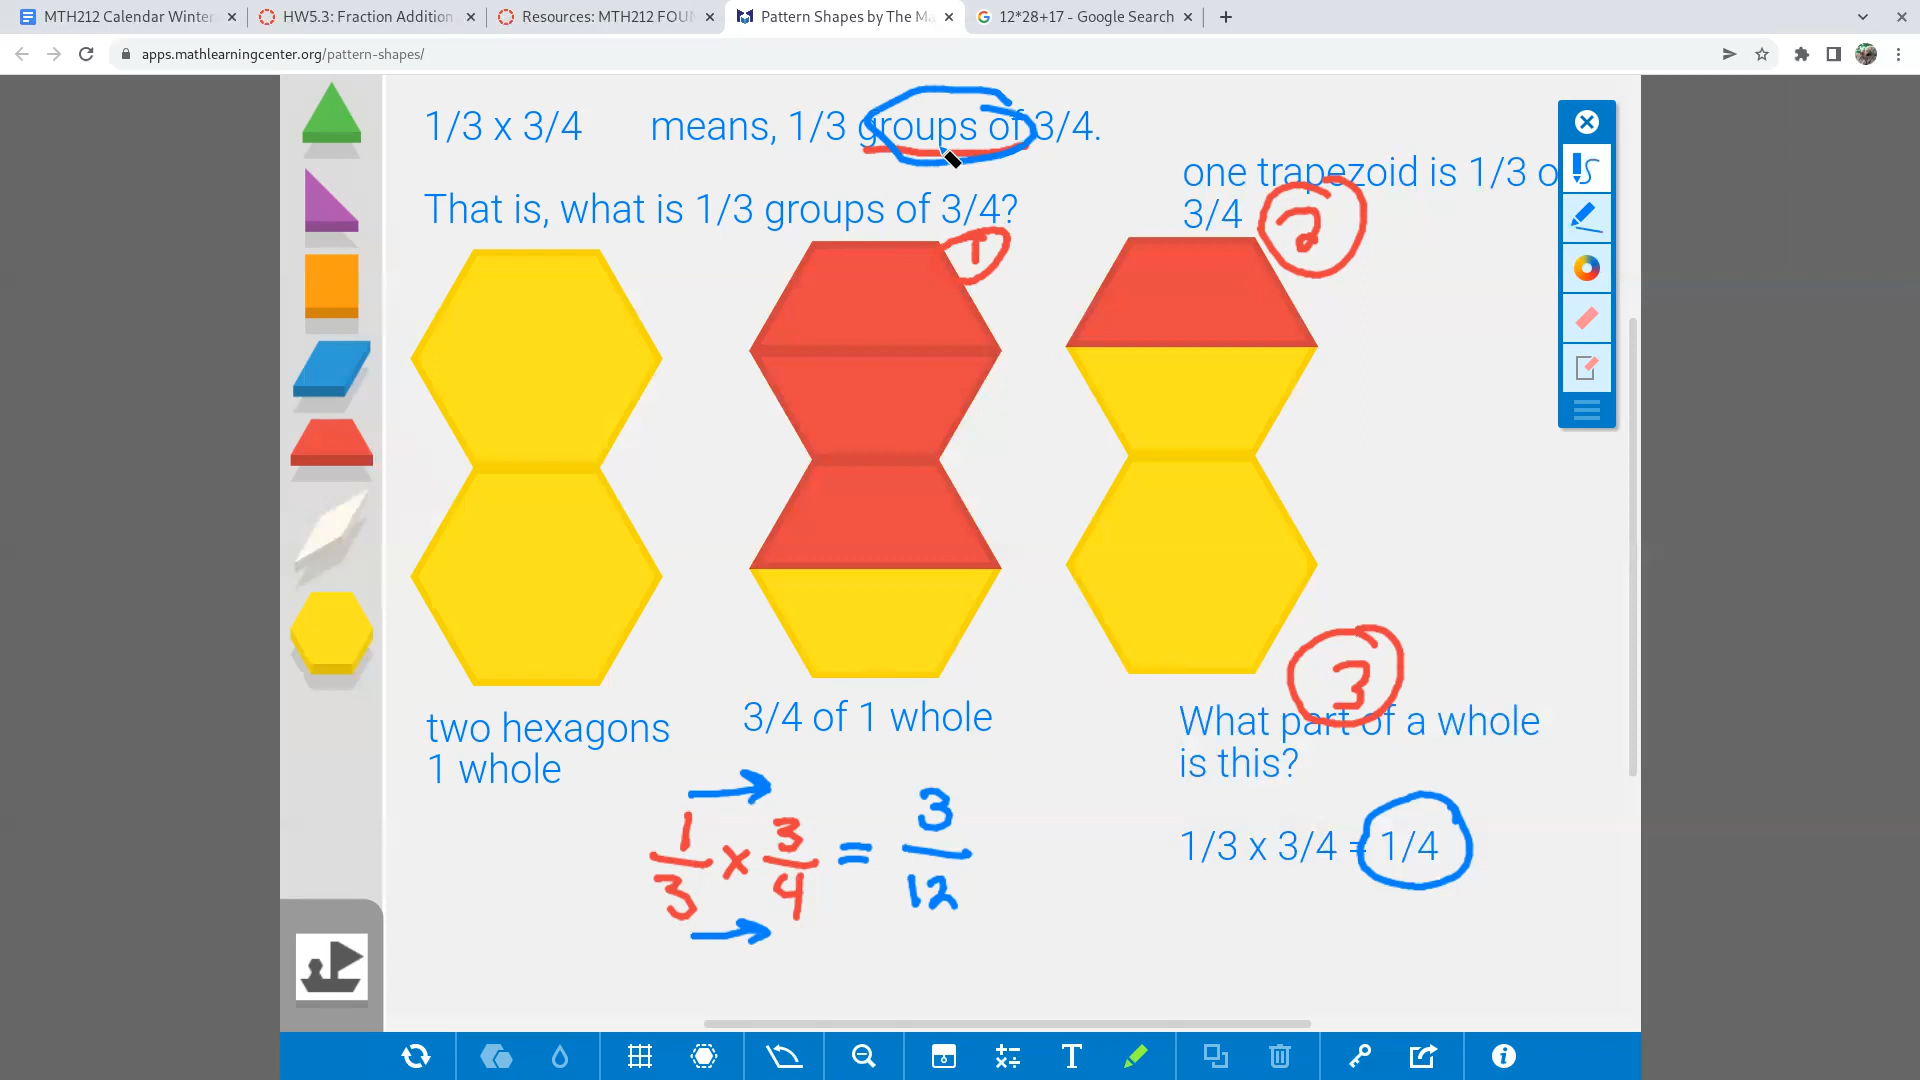 MTH212 Calendar Winter
HW5.3: Fraction Addition
Resources: MTH212 FOUN
Pattern Shapes by The Ma
12*28+17 - Google Search
apps.mathlearningcenter.org/pattern-shapes/
1/3 x 3/4 means, 1/3 groups of 3/4.
one trapezoid is 1/3 o
3/4
2
That is, what is 1/3 groups of 3/4?
1
3
two hexagons
1 whole
3/4 of 1 whole
What part of a whole
is this?
1/3 x 3/4 = 3/12
1/3 x 3/4 = 1/4
T